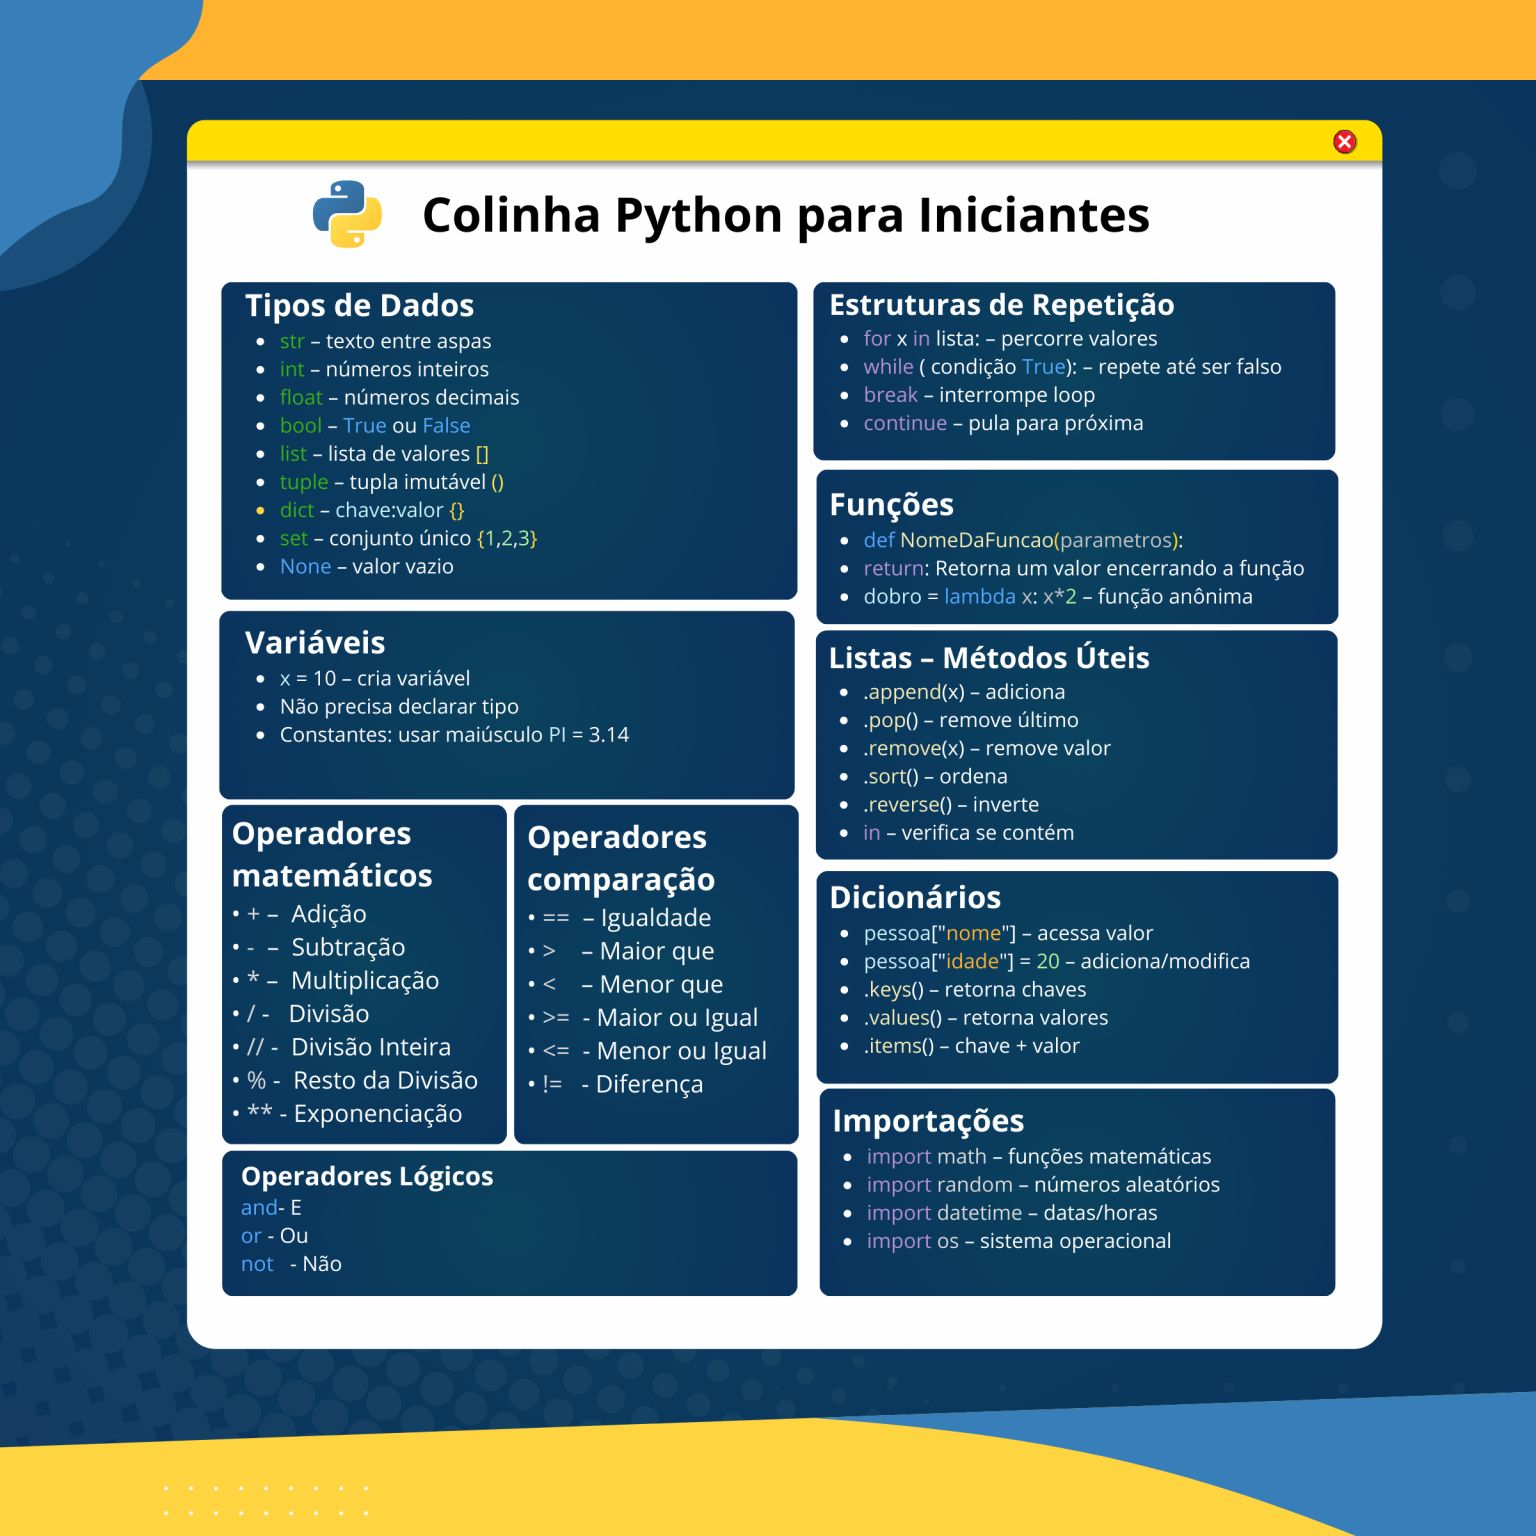 Colinha Python para Iniciantes
Tipos de Dados
• str – texto entre aspas
• int – números inteiros
• float – números decimais
• bool – True ou False
• list – lista de valores []
• tuple – tupla imutável ()
• dict – chave:valor {}
• set – conjunto único {1,2,3}
• None – valor vazio
Variáveis
• x = 10 – cria variável
• Não precisa declarar tipo
• Constantes: usar maiúsculo PI = 3.14
Operadores
matemáticos
• + – Adição
• - – Subtração
• * – Multiplicação
• / - Divisão
• // - Divisão Inteira
• % - Resto da Divisão
• ** - Exponenciação
Operadores
comparação
• == – Igualdade
• > – Maior que
• < – Menor que
• >= - Maior ou Igual
• <= - Menor ou Igual
• != - Diferença
Operadores Lógicos
and- E
or - Ou
not - Não
Estruturas de Repetição
• for x in lista: – percorre valores
• while ( condição True): – repete até ser falso
• break – interrompe loop
• continue – pula para próxima
Funções
• def NomeDaFuncao(parametros):
• return: Retorna um valor encerrando a função
• dobro = lambda x: x*2 – função anônima
Listas – Métodos Úteis
• .append(x) – adiciona
• .pop() – remove último
• .remove(x) – remove valor
• .sort() – ordena
• .reverse() – inverte
• in – verifica se contém
Dicionários
• pessoa["nome"] – acessa valor
• pessoa["idade"] = 20 – adiciona/modifica
• .keys() – retorna chaves
• .values() – retorna valores
• .items() – chave + valor
Importações
• import math – funções matemáticas
• import random – números aleatórios
• import datetime – datas/horas
• import os – sistema operacional